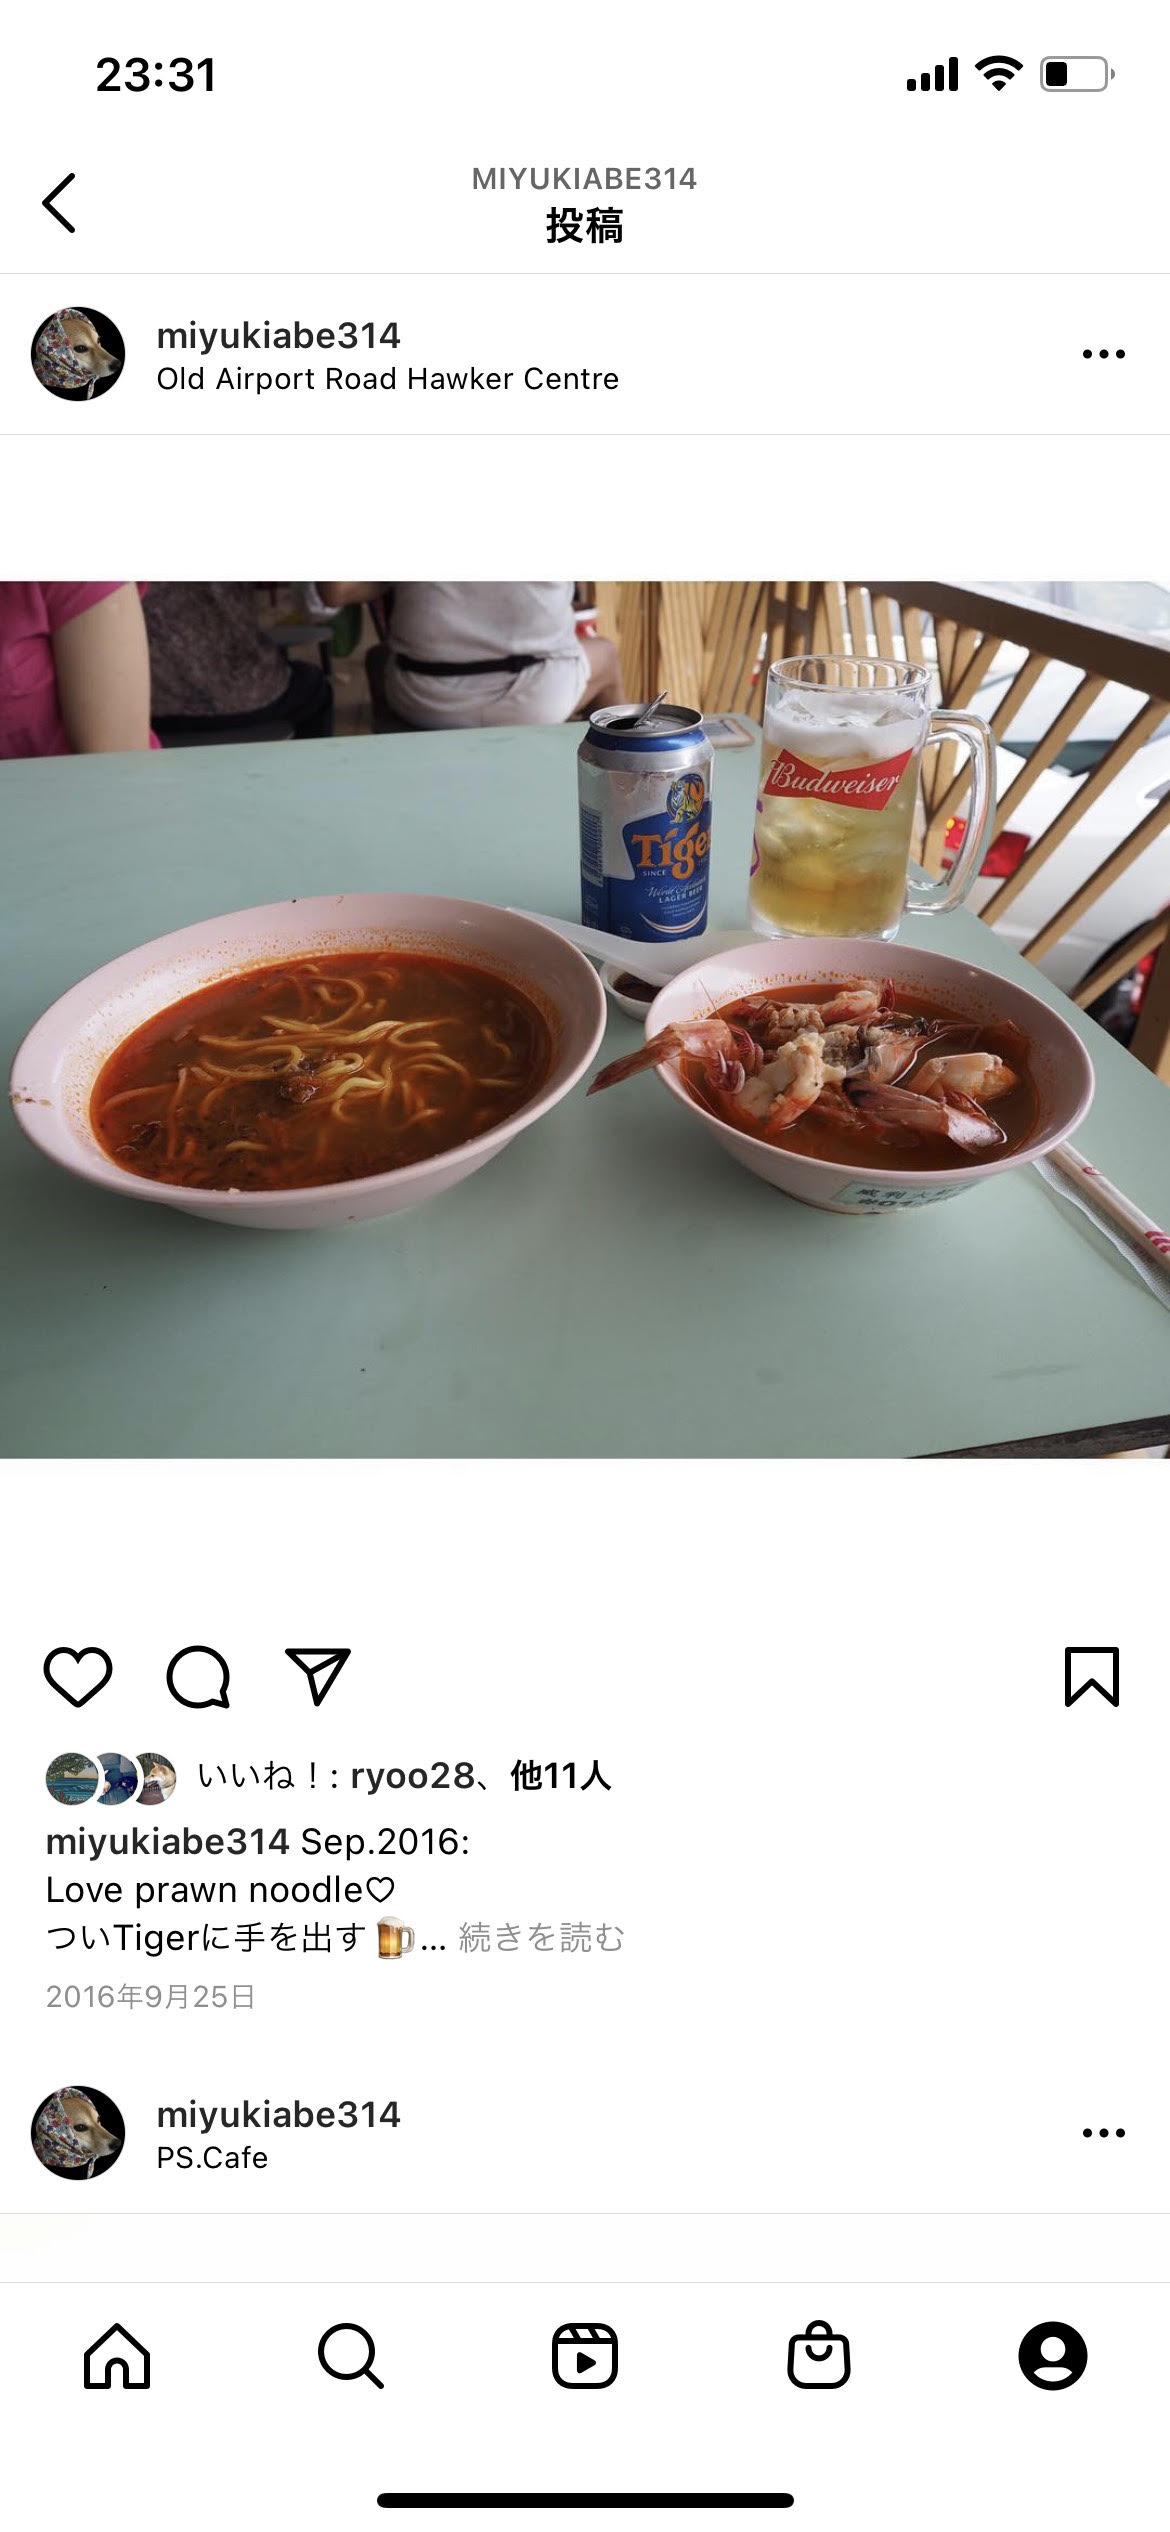 23:31
MIYUKIABE314
投稿
miyukiabe314
Old Airport Road Hawker Centre
Budweiser
Tiger
SINCE
LAGER BEER
いいね！: ryoo28、他11人
miyukiabe314 Sep.2016:
Love prawn noodle♡
ついTigerに手を出す🍺... 続きを読む
2016年9月25日
miyukiabe314
PS.Cafe